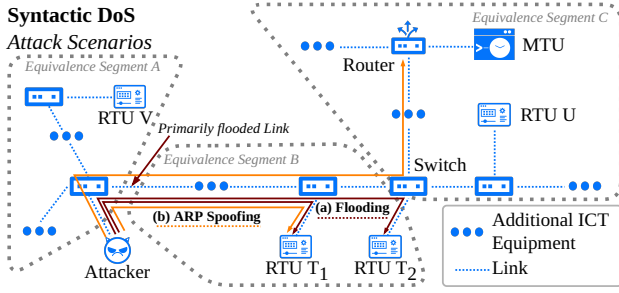 Syntactic DoS
Attack Scenarios
Equivalence Segment C
MTU
Router
Equivalence Segment A
RTU V
RTU U
Primarily flooded Link
Equivalence Segment B
Switch
(a) Flooding
(b) ARP Spoofing
Attacker
RTU T1
RTU T2
Additional ICT
Equipment
Link